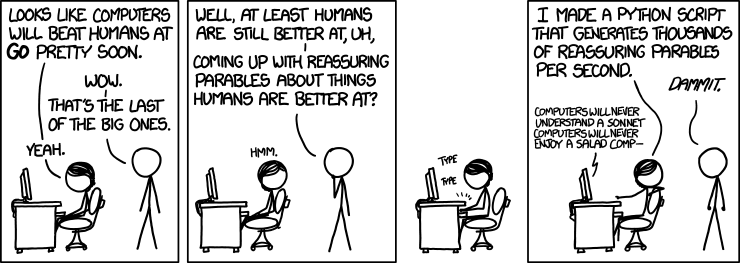 LOOKS LIKE COMPUTERS
WILL BEAT HUMANS AT
GO PRETTY SOON.
WOW.
THAT'S THE LAST
OF THE BIG ONES.
YEAH.
WELL, AT LEAST HUMANS
ARE STILL BETTER AT, UH,
COMING UP WITH REASSURING
PARABLES ABOUT THINGS
HUMANS ARE BETTER AT?
HMM.
TYPE
TYPE
I MADE A PYTHON SCRIPT
THAT GENERATES THOUSANDS
OF REASSURING PARABLES
PER SECOND.
DAMMIT.
COMPUTERS WILL NEVER
UNDERSTAND A SONNET
COMPUTERS WILL NEVER
ENJOY A SALAD COMP—